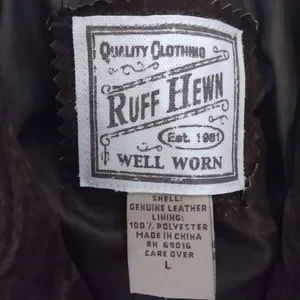 QUALITY CLOTHING
RUFF HEWN
Est. 1981
WELL WORN
SHELL:
GENUINE LEATHER
LINING:
100% POLYESTER
MADE IN CHINA
RN 69016
CARE OVER
L